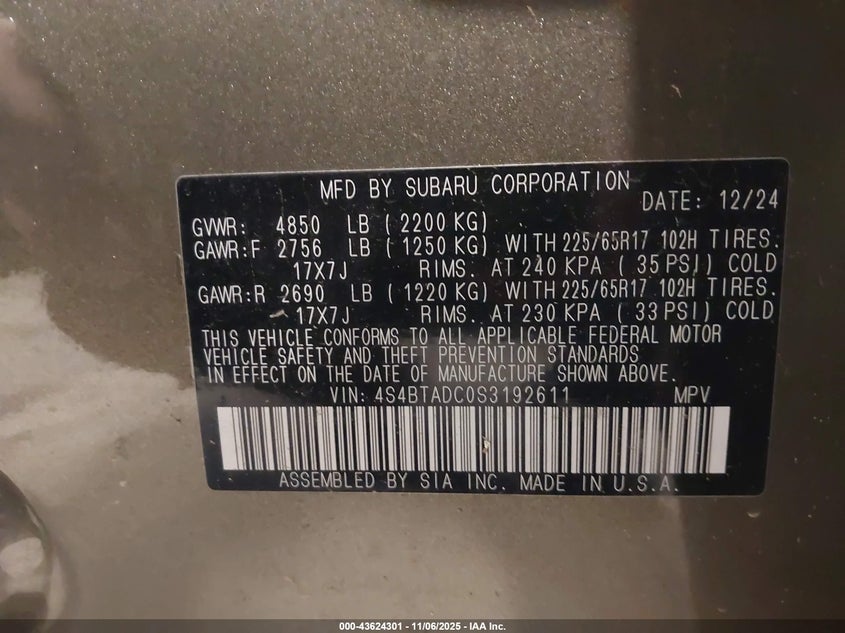 MFD BY SUBARU CORPORATION
DATE: 12/24
GVWR: 4850 LB ( 2200 KG)
GAWR:F 2756 LB ( 1250 KG) WITH 225/65R17 102H TIRES.
17X7J RIMS. AT 240 KPA ( 35 PSI) COLD
GAWR:R 2690 LB ( 1220 KG) WITH 225/65R17 102H TIRES.
17X7J RIMS. AT 230 KPA ( 33 PSI) COLD
THIS VEHICLE CONFORMS TO ALL APPLICABLE FEDERAL MOTOR
VEHICLE SAFETY AND THEFT PREVENTION STANDARDS
IN EFFECT ON THE DATE OF MANUFACTURE SHOWN ABOVE.
VIN: 4S4BTADC0S3192611 MPV
ASSEMBLED BY SIA INC. MADE IN U.S.A.
000-43624301 - 11/06/2025 - IAA Inc.